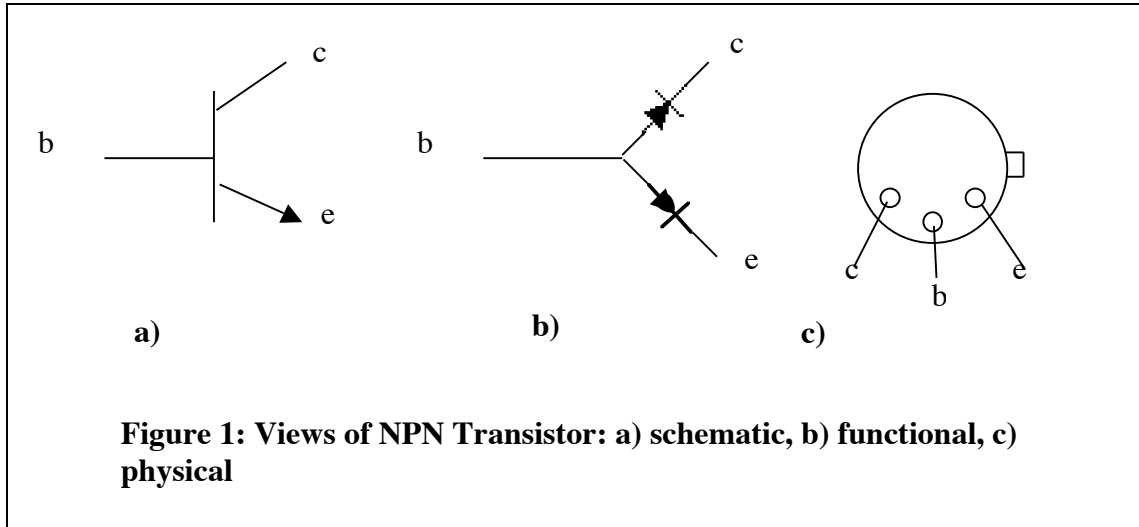 c
b
e
a)
c
b
e
b)
c
b
e
c)
Figure 1: Views of NPN Transistor: a) schematic, b) functional, c)
physical